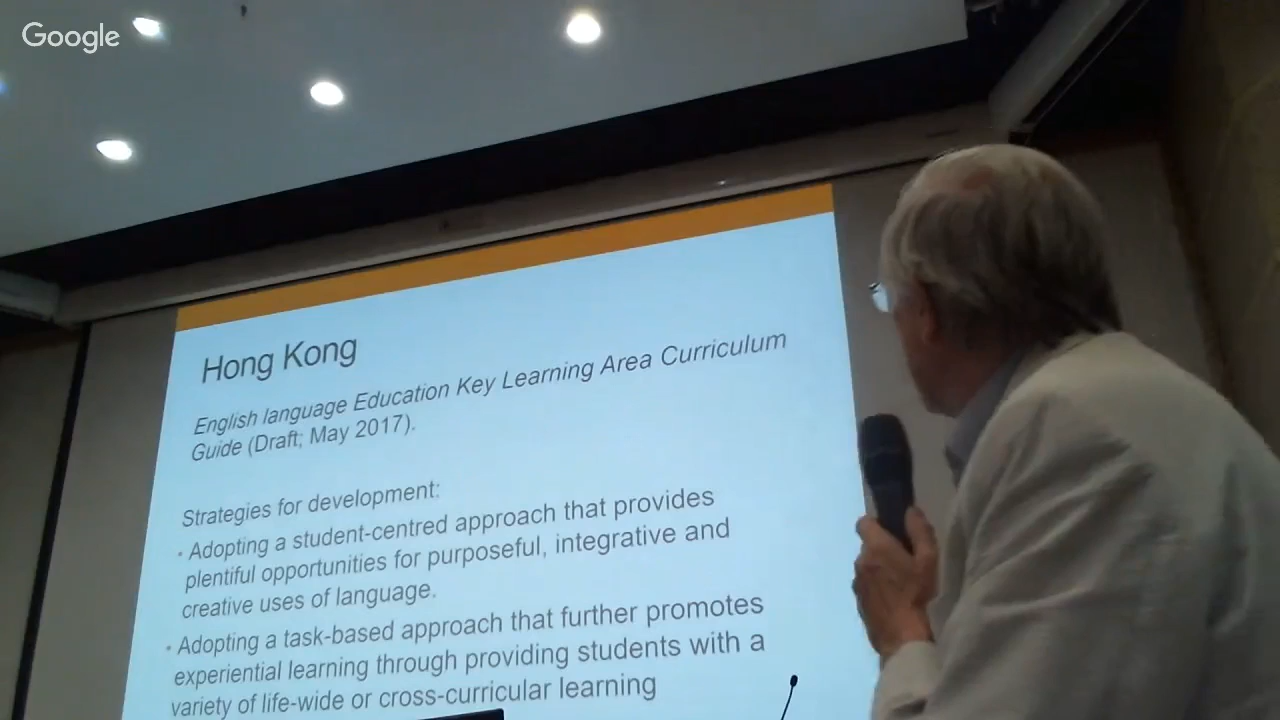 Google
Hong Kong
English language Education Key Learning Area Curriculum
Guide (Draft; May 2017).
Strategies for development:
· Adopting a student-centred approach that provides
plentiful opportunities for purposeful, integrative and
creative uses of language.
· Adopting a task-based approach that further promotes
experiential learning through providing students with a
variety of life-wide or cross-curricular learning